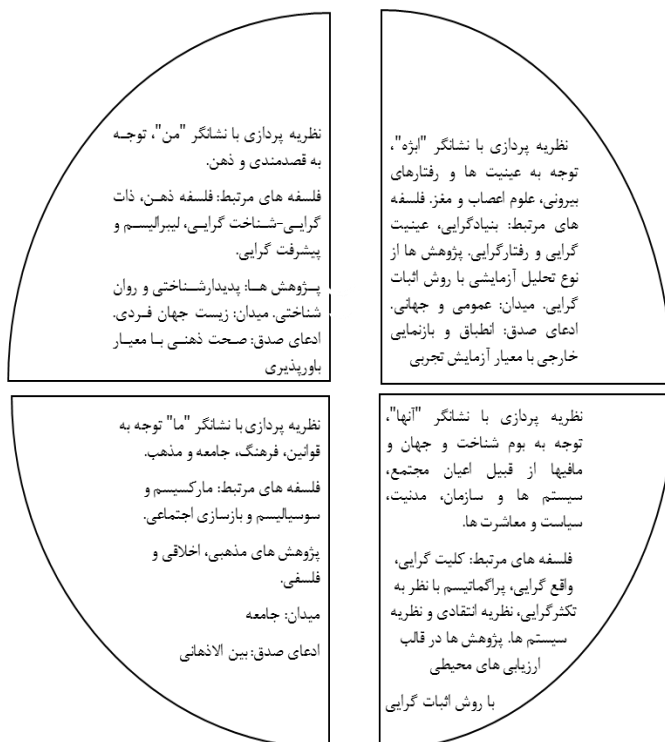 نظریه پردازی با نشانگر "ابژه"،
توجه به عینیت ها و رفتارهای
بیرونی، علوم اعصاب و مغز. فلسفه
های مرتبط: بنیادگرایی، عینیت
گرایی و رفتارگرایی. پژوهش ها از
نوع تحلیل آزمایشی با روش اثبات
گرایی. میدان: عمومی و جهانی.
ادعای صدق: انطباق و بازنمایی
خارجی با معیار آزمایش تجربی
نظریه پردازی با نشانگر "من"، توجه
به قصدمندی و ذهن.
فلسفه های مرتبط: فلسفه ذهن، ذات
گرایی-شناخت گرایی، لیبرالیسم و
پیشرفت گرایی.
پژوهش ها: پدیدارشناختی و روان
شناختی. میدان: زیست جهان فردی.
ادعای صدق: صحت ذهنی با معیار
باورپذیری
نظریه پردازی با نشانگر "آنها"،
توجه به بوم شناخت و جهان و
مافیها از قبیل اعیان مجتمع،
سیستم ها و سازمان، مدنیت،
سیاست و معاشرت ها.
فلسفه های مرتبط: کلیت گرایی،
واقع گرایی، پراگماتیسم با نظر به
تکثرگرایی، نظریه انتقادی و نظریه
سیستم ها. پژوهش ها در قالب
ارزیابی های محیطی
با روش اثبات گرایی
نظریه پردازی با نشانگر "ما" توجه به
قوانین، فرهنگ، جامعه و مذهب.
فلسفه های مرتبط: مارکسیسم و
سوسیالیسم و بازسازی اجتماعی.
پژوهش های مذهبی، اخلاقی و
فلسفی.
میدان: جامعه
ادعای صدق: بین الاذهانی